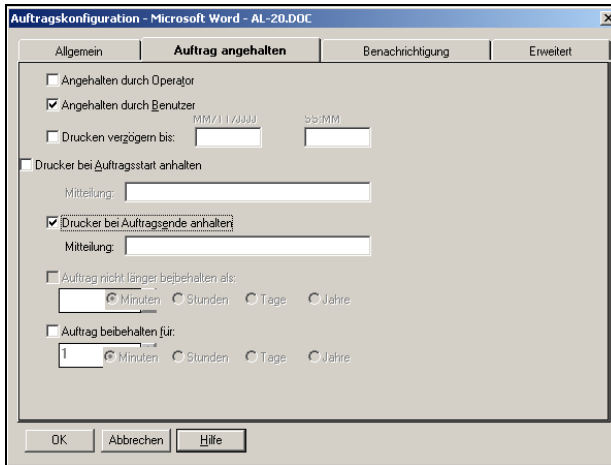 Auftragskonfiguration - Microsoft Word - AL-20.DOC
Allgemein Auftrag angehalten Benachrichtigung Erweitert
Angehalten durch Operator
Angehalten durch Benutzer
MM/TT/JJJJ SS:MM
Drucken verzögern bis:
Drucker bei Auftragsstart anhalten
Mitteilung:
Drucker bei Auftragsende anhalten
Mitteilung:
Auftrag nicht länger beibehalten als:
Minuten Stunden Tage Jahre
Auftrag beibehalten für:
1 Minuten Stunden Tage Jahre
OK Abbrechen Hilfe